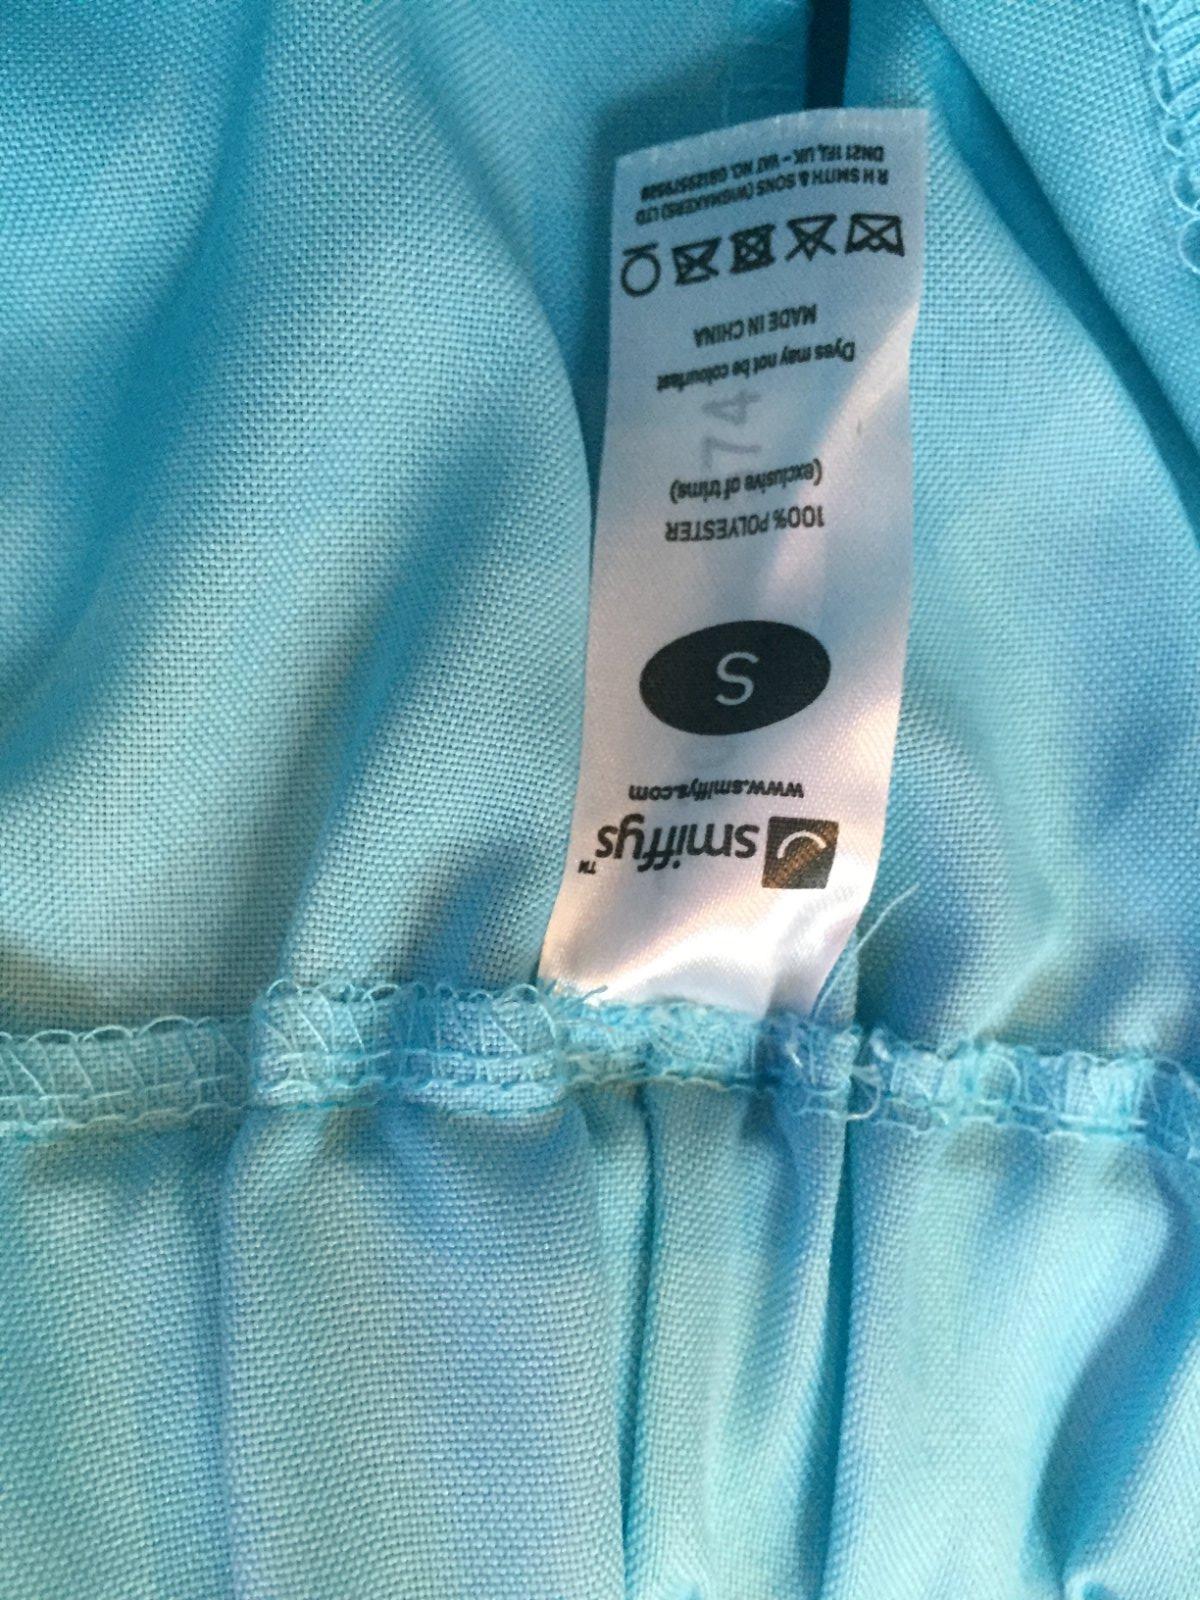 smiffys™
www.smiffys.com
S
100% POLYESTER
(exclusive of trims)
74
Dyes may not be colourfast
MADE IN CHINA
R H SMITH & SONS (WIGMAKERS) LTD
DN21 1FJ, UK - VAT NO.